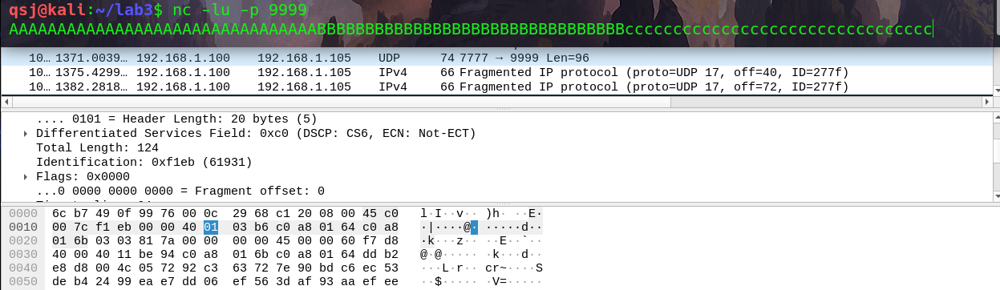 qsj@kali:~/lab3$ nc -lu -p 9999
AAAAAAAAAAAAAAAAAAAAAAAAAAAAAAAABBBBBBBBBBBBBBBBBBBBBBBBBBBBBBBBcccccccccccccccccccccccccccccccc
10… 1371.0039… 192.168.1.100 192.168.1.105 UDP 74 7777 → 9999 Len=96
10… 1375.4299… 192.168.1.100 192.168.1.105 IPv4 66 Fragmented IP protocol (proto=UDP 17, off=40, ID=277f)
10… 1382.2818… 192.168.1.100 192.168.1.105 IPv4 66 Fragmented IP protocol (proto=UDP 17, off=72, ID=277f)
.... 0101 = Header Length: 20 bytes (5)
Differentiated Services Field: 0xc0 (DSCP: CS6, ECN: Not-ECT)
Total Length: 124
Identification: 0xf1eb (61931)
Flags: 0x0000
...0 0000 0000 0000 = Fragment offset: 0
0000 6c b7 49 0f 99 76 00 0c 29 68 c1 20 08 00 45 c0 l·I··v·· )h· ··E·
0010 00 7c f1 eb 00 00 40 01 03 b6 c0 a8 01 64 c0 a8 ·|····@· ·····d··
0020 01 6b 03 03 81 7a 00 00 00 00 45 00 00 60 f7 d8 ·k···z·· ··E··`··
0030 40 00 40 11 be 94 c0 a8 01 6b c0 a8 01 64 dd b2 @·@····· ·k···d··
0040 e8 d8 00 4c 05 72 92 c3 63 72 7e 90 bd c6 ec 53 ···L·r·· cr~····S
0050 de b4 24 99 ea e7 dd 06 ef 56 3d af 93 aa ef ee ··$····· ·V=·····